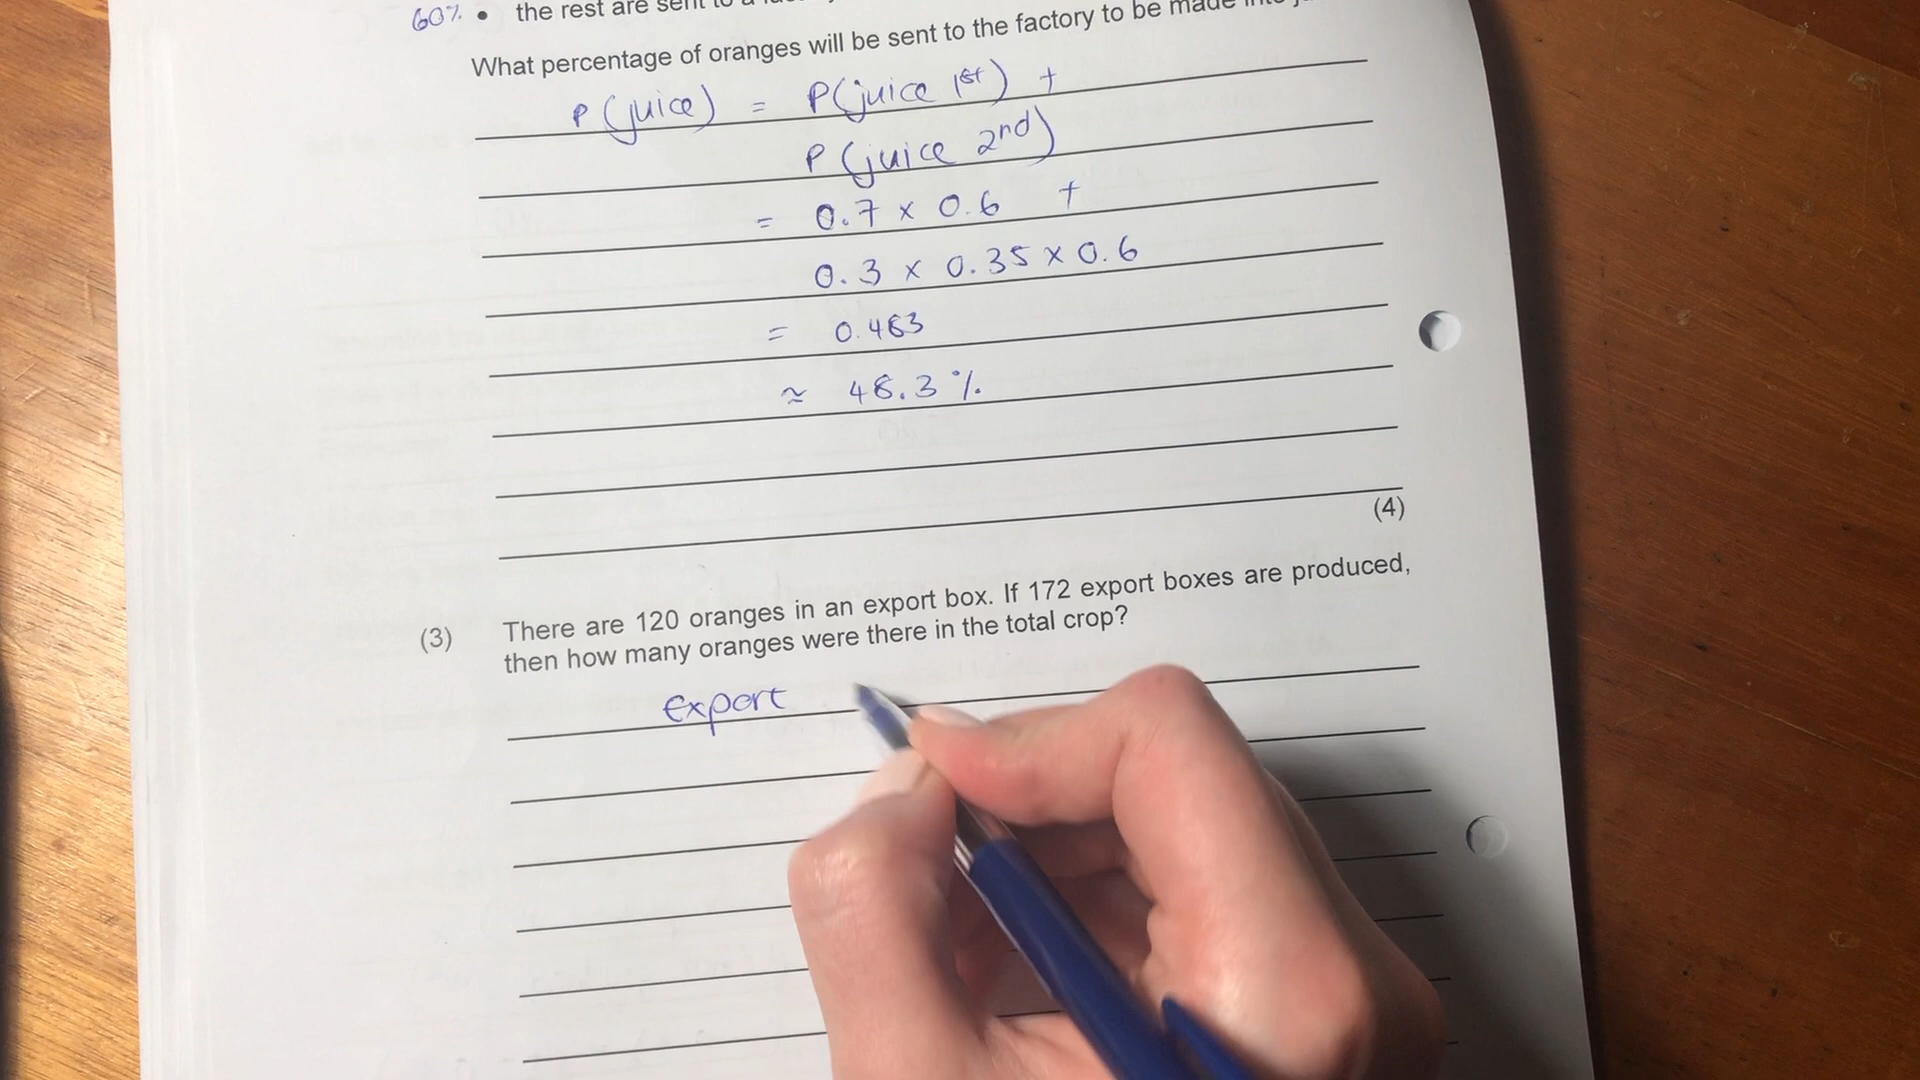 60% • the rest are sent to a
What percentage of oranges will be sent to the factory to be made into
P(juice) = P(juice 1st) +
P(juice 2nd)
= 0.7 × 0.6 +
0.3 × 0.35 × 0.6
= 0.483
≈ 48.3%
(4)
(3) There are 120 oranges in an export box. If 172 export boxes are produced,
then how many oranges were there in the total crop?
Export